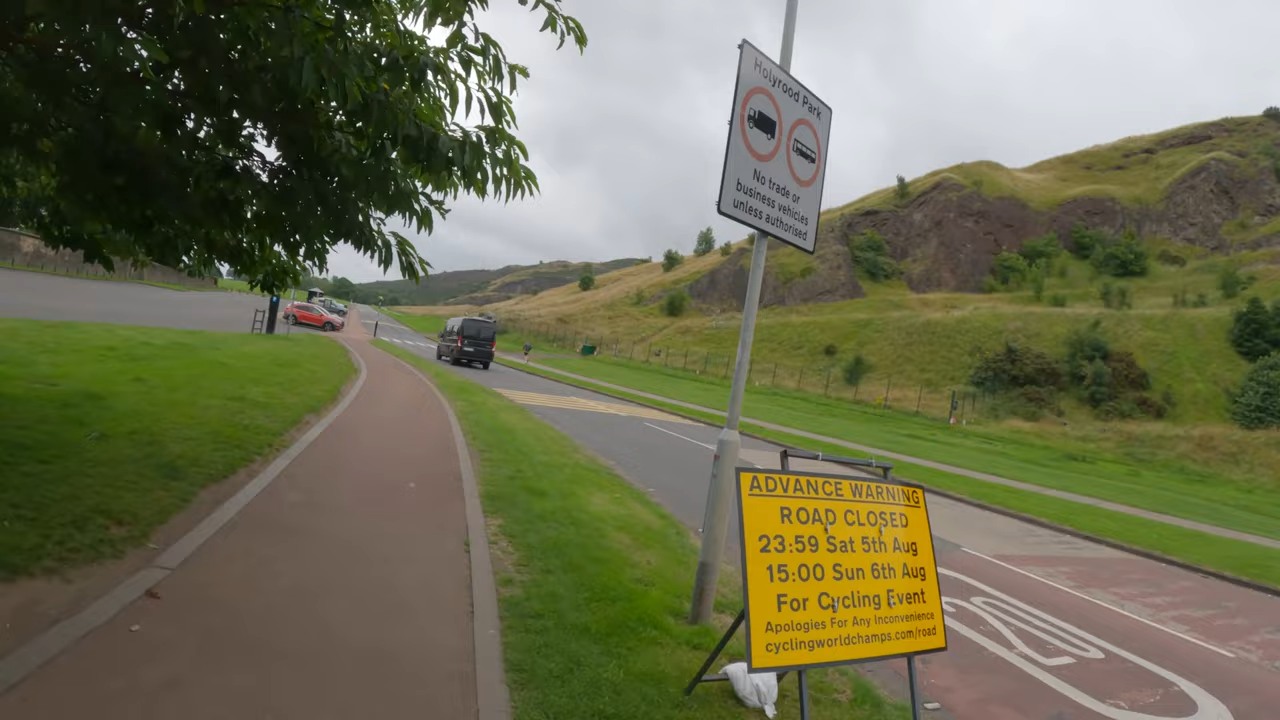 Holyrood Park
No trade or
business vehicles
unless authorised
ADVANCE WARNING
ROAD CLOSED
23:59 Sat 5th Aug
15:00 Sun 6th Aug
For Cycling Event
Apologies For Any Inconvenience
cyclingworldchamps.com/road
20